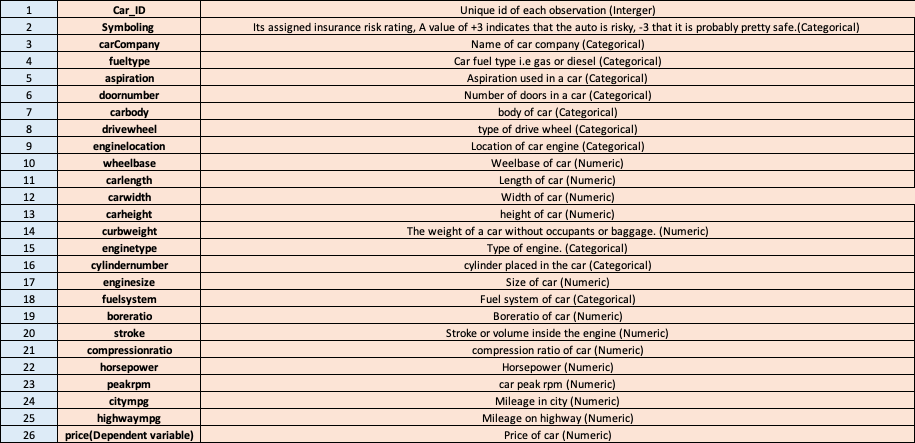 1 Car_ID Unique id of each observation (Interger)
2 Symboling Its assigned insurance risk rating, A value of +3 indicates that the auto is risky, -3 that it is probably pretty safe.(Categorical)
3 carCompany Name of car company (Categorical)
4 fueltype Car fuel type i.e gas or diesel (Categorical)
5 aspiration Aspiration used in a car (Categorical)
6 doornumber Number of doors in a car (Categorical)
7 carbody body of car (Categorical)
8 drivewheel type of drive wheel (Categorical)
9 enginelocation Location of car engine (Categorical)
10 wheelbase Weelbase of car (Numeric)
11 carlength Length of car (Numeric)
12 carwidth Width of car (Numeric)
13 carheight height of car (Numeric)
14 curbweight The weight of a car without occupants or baggage. (Numeric)
15 enginetype Type of engine. (Categorical)
16 cylindernumber cylinder placed in the car (Categorical)
17 enginesize Size of car (Numeric)
18 fuelsystem Fuel system of car (Categorical)
19 boreratio Boreratio of car (Numeric)
20 stroke Stroke or volume inside the engine (Numeric)
21 compressionratio compression ratio of car (Numeric)
22 horsepower Horsepower (Numeric)
23 peakrpm car peak rpm (Numeric)
24 citympg Mileage in city (Numeric)
25 highwaympg Mileage on highway (Numeric)
26 price(Dependent variable) Price of car (Numeric)